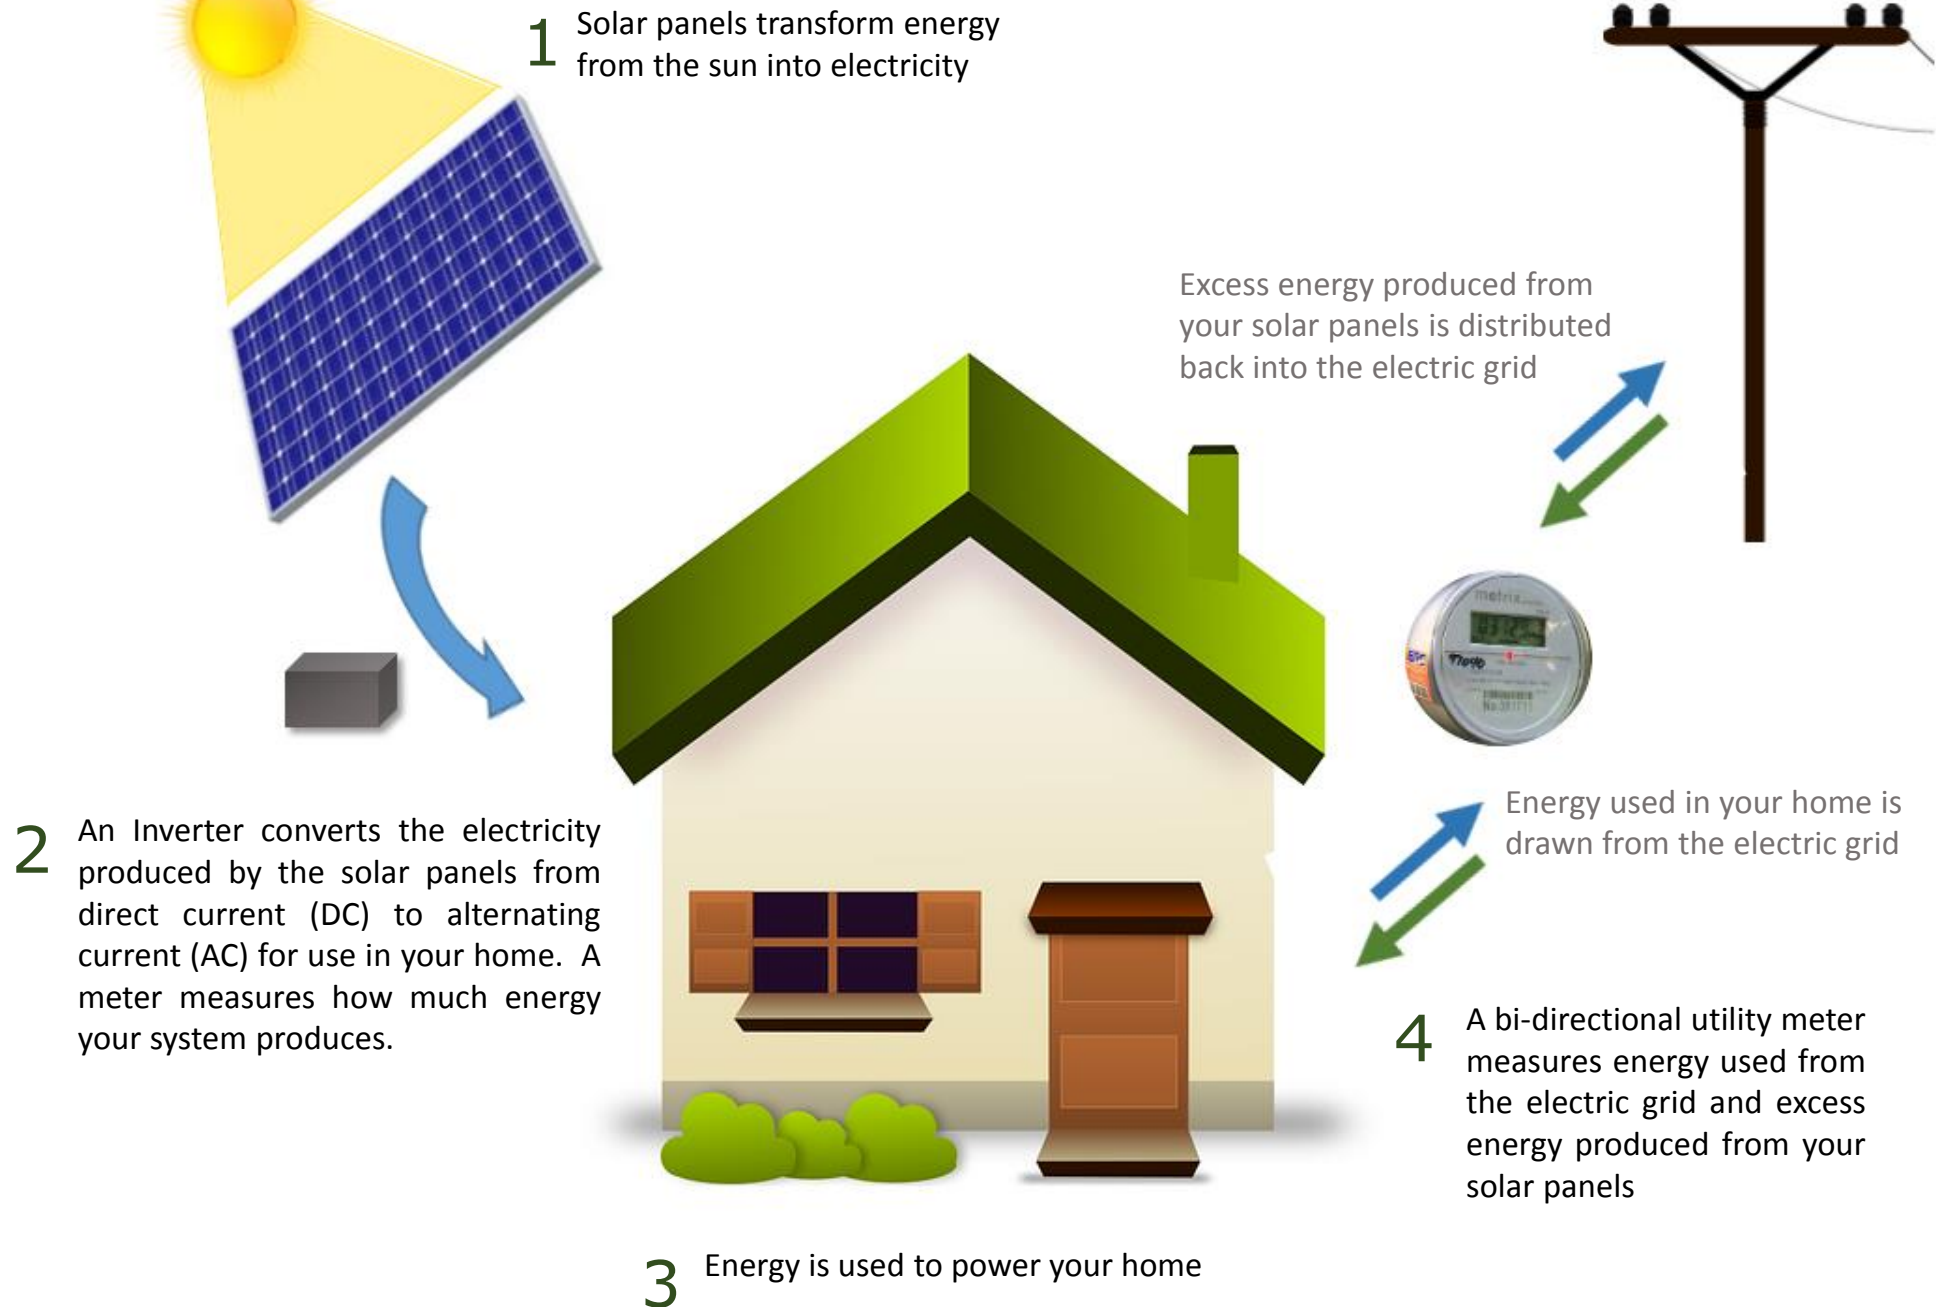 1
Solar panels transform energy
from the sun into electricity
Excess energy produced from
your solar panels is distributed
back into the electric grid
metrix
Energy used in your home is
drawn from the electric grid
2
An Inverter converts the electricity
produced by the solar panels from
direct current (DC) to alternating
current (AC) for use in your home. A
meter measures how much energy
your system produces.
4
A bi-directional utility meter
measures energy used from
the electric grid and excess
energy produced from your
solar panels
3
Energy is used to power your home